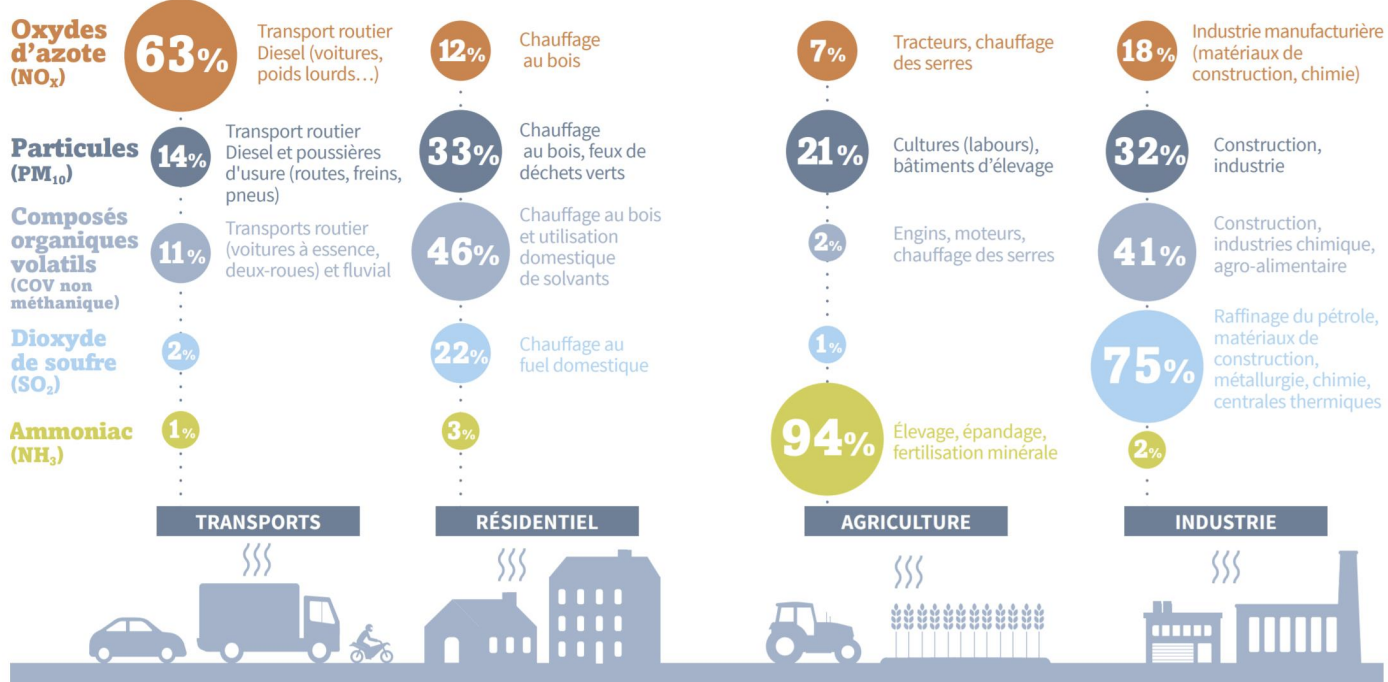 Oxydes
d'azote
(NOx)
63%
Transport routier
Diesel (voitures,
poids lourds…)
12%
Chauffage
au bois
7%
Tracteurs, chauffage
des serres
18%
Industrie manufacturière
(matériaux de
construction, chimie)
Particules
(PM₁₀)
14%
Transport routier
Diesel et poussières
d'usure (routes, freins,
pneus)
33%
Chauffage
au bois, feux de
déchets verts
21%
Cultures (labours),
bâtiments d'élevage
32%
Construction,
industrie
Composés
organiques
volatils
(COV non
méthanique)
11%
Transports routier
(voitures à essence,
deux-roues) et fluvial
46%
Chauffage au bois
et utilisation
domestique
de solvants
2%
Engins, moteurs,
chauffage des serres
41%
Construction,
industries chimique,
agro-alimentaire
Dioxyde
de soufre
(SO₂)
2%
22%
Chauffage au
fuel domestique
1%
75%
Raffinage du pétrole,
matériaux de
construction,
métallurgie, chimie,
centrales thermiques
Ammoniac
(NH₃)
1%
3%
94%
Élevage, épandage,
fertilisation minérale
2%
TRANSPORTS
RÉSIDENTIEL
AGRICULTURE
INDUSTRIE